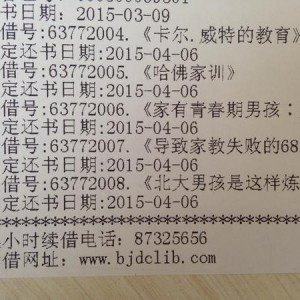 书日期:2015-03-09
借号:63772004.《卡尔.威特的教育》
定还书日期:2015-04-06
借号:63772005.《哈佛家训》
定还书日期:2015-04-06
借号:63772006.《家有青春期男孩:
定还书日期:2015-04-06
借号:63772007.《导致家教失败的68
定还书日期:2015-04-06
借号:63772008.《北大男孩是这样炼
定还书日期:2015-04-06
******************************
小时续借电话: 87325656
借网址: www.bjdclib.com